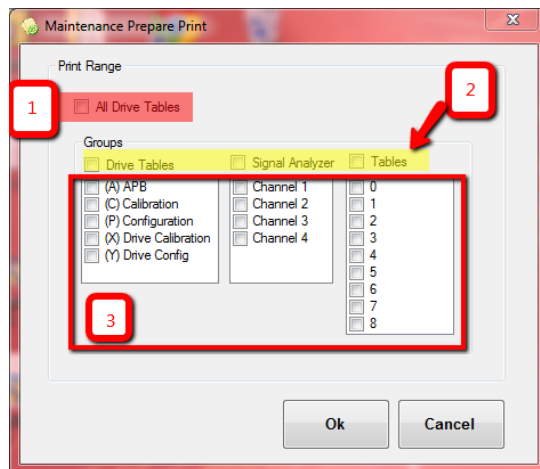 Maintenance Prepare Print
Print Range
1
All Drive Tables
2
Groups
Drive Tables
Signal Analyzer
Tables
(A) APB
(C) Calibration
(P) Configuration
(X) Drive Calibration
(Y) Drive Config
Channel 1
Channel 2
Channel 3
Channel 4
0
1
2
3
4
5
6
7
8
3
Ok
Cancel